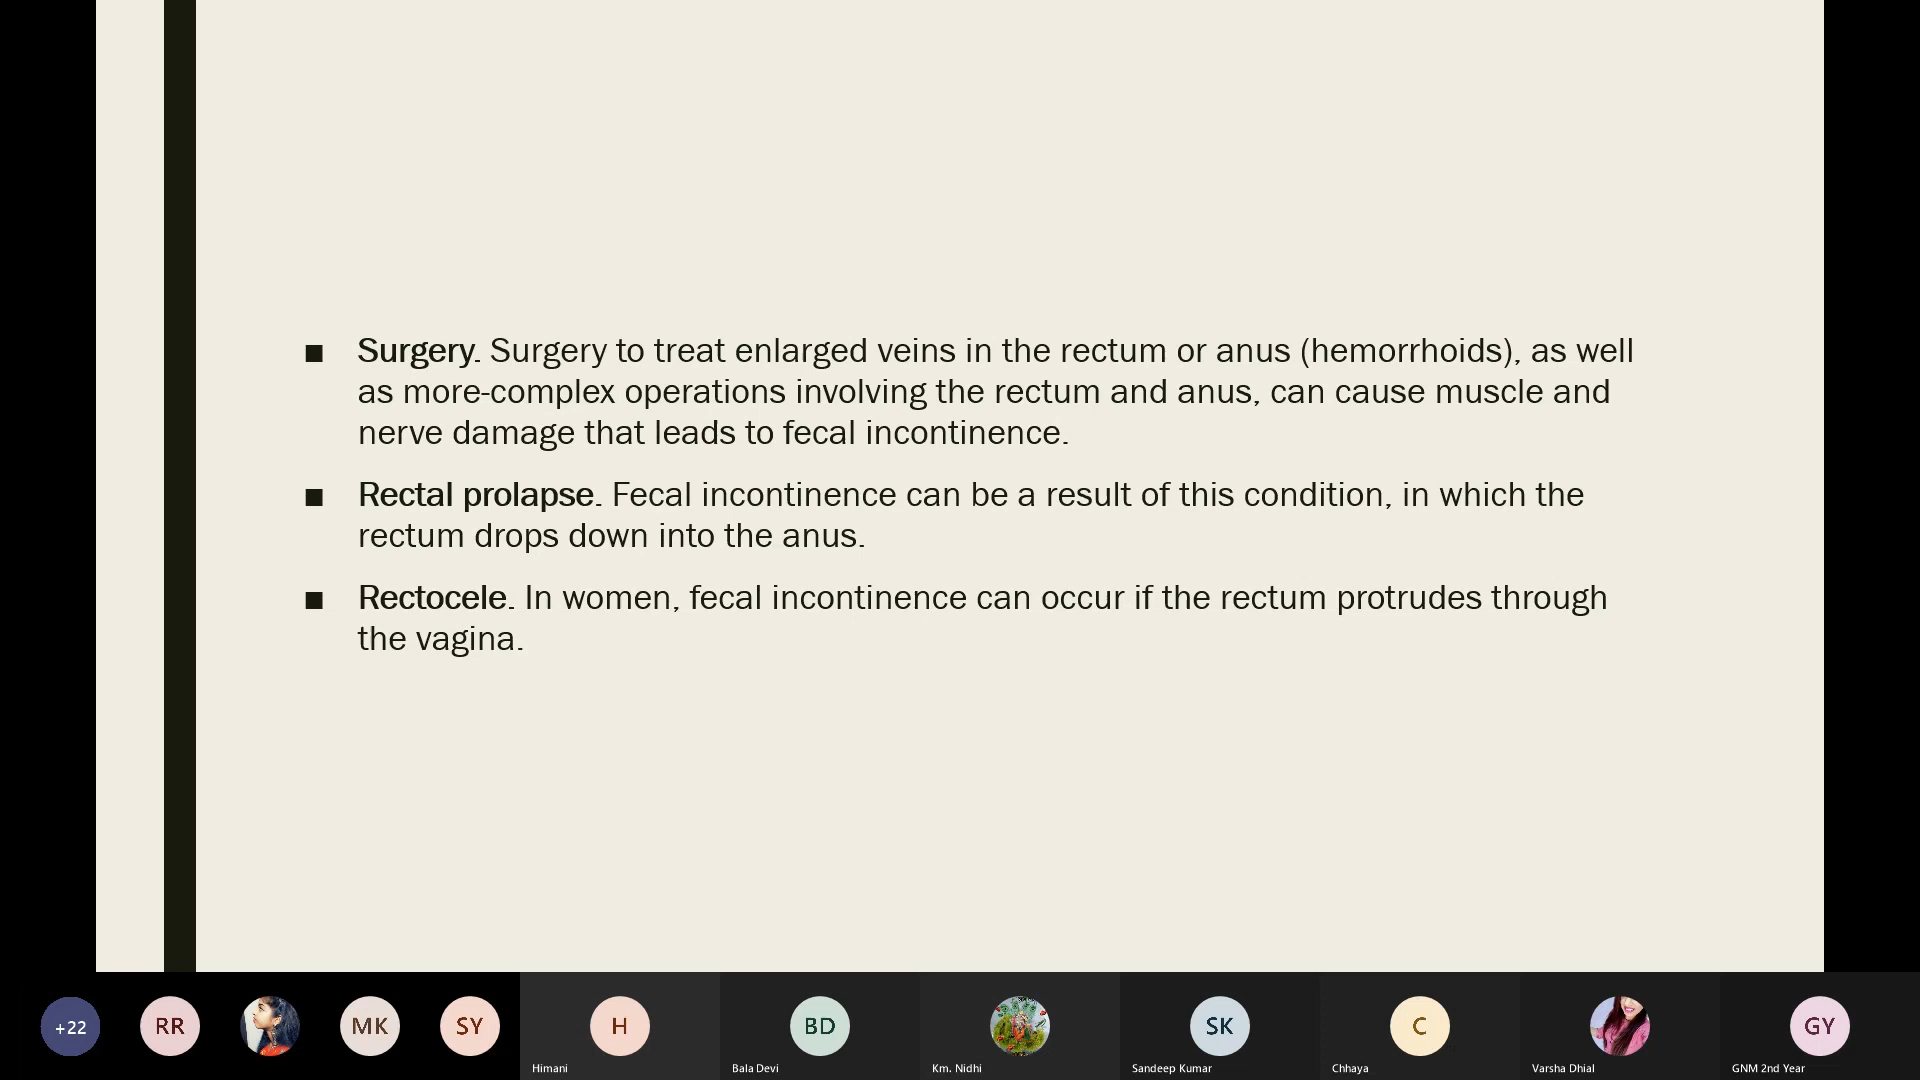 ■ Surgery. Surgery to treat enlarged veins in the rectum or anus (hemorrhoids), as well
as more-complex operations involving the rectum and anus, can cause muscle and
nerve damage that leads to fecal incontinence.
■ Rectal prolapse. Fecal incontinence can be a result of this condition, in which the
rectum drops down into the anus.
■ Rectocele. In women, fecal incontinence can occur if the rectum protrudes through
the vagina.
+22 RR MK SY H BD SK C GY
Himani Bala Devi Km. Nidhi Sandeep Kumar Chhaya Varsha Dhial GNM 2nd Year